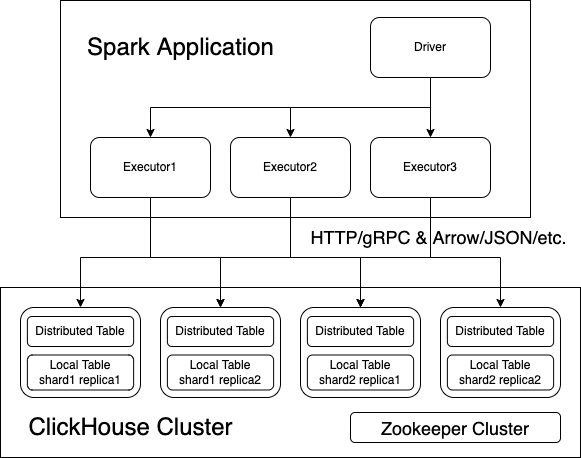 Spark Application
Driver
Executor1
Executor2
Executor3
HTTP/gRPC & Arrow/JSON/etc.
Distributed Table
Distributed Table
Distributed Table
Distributed Table
Local Table
shard1 replica1
Local Table
shard1 replica2
Local Table
shard2 replica1
Local Table
shard2 replica2
ClickHouse Cluster
Zookeeper Cluster